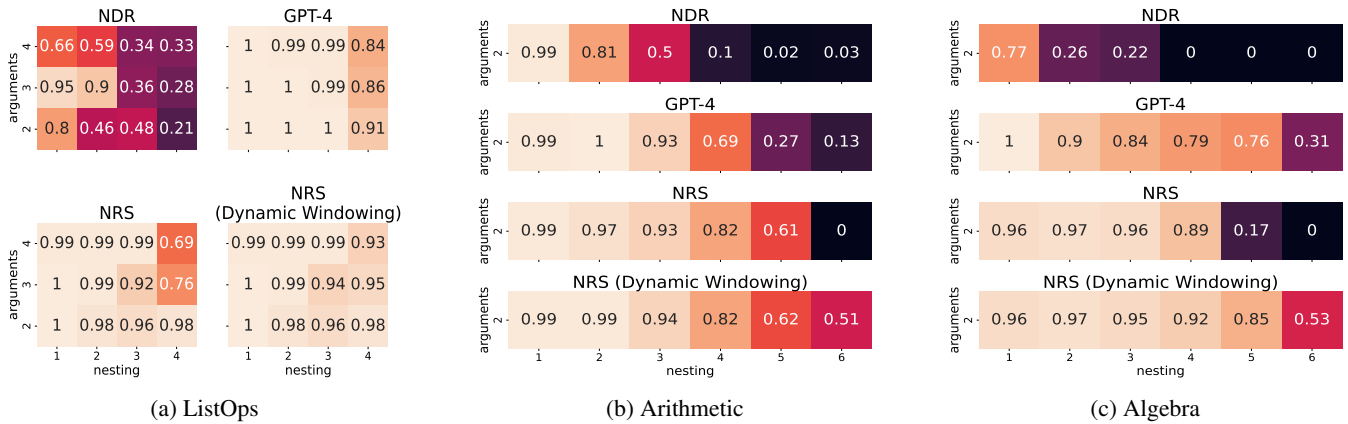 NDR
arguments
4 0.66 0.59 0.34 0.33
3 0.95 0.9 0.36 0.28
2 0.8 0.46 0.48 0.21
GPT-4
1 0.99 0.99 0.84
1 1 0.99 0.86
1 1 1 0.91
NRS
arguments
4 0.99 0.99 0.99 0.69
3 1 0.99 0.92 0.76
2 1 0.98 0.96 0.98
1 2 3 4
nesting
NRS
(Dynamic Windowing)
0.99 0.99 0.99 0.93
1 0.99 0.94 0.95
1 0.98 0.96 0.98
1 2 3 4
nesting
(a) ListOps
NDR
arguments
2 0.99 0.81 0.5 0.1 0.02 0.03
GPT-4
arguments
2 0.99 1 0.93 0.69 0.27 0.13
NRS
arguments
2 0.99 0.97 0.93 0.82 0.61 0
NRS (Dynamic Windowing)
arguments
2 0.99 0.99 0.94 0.82 0.62 0.51
1 2 3 4 5 6
nesting
(b) Arithmetic
NDR
arguments
2 0.77 0.26 0.22 0 0 0
GPT-4
arguments
2 1 0.9 0.84 0.79 0.76 0.31
NRS
arguments
2 0.96 0.97 0.96 0.89 0.17 0
NRS (Dynamic Windowing)
arguments
2 0.96 0.97 0.95 0.92 0.85 0.53
1 2 3 4 5 6
nesting
(c) Algebra